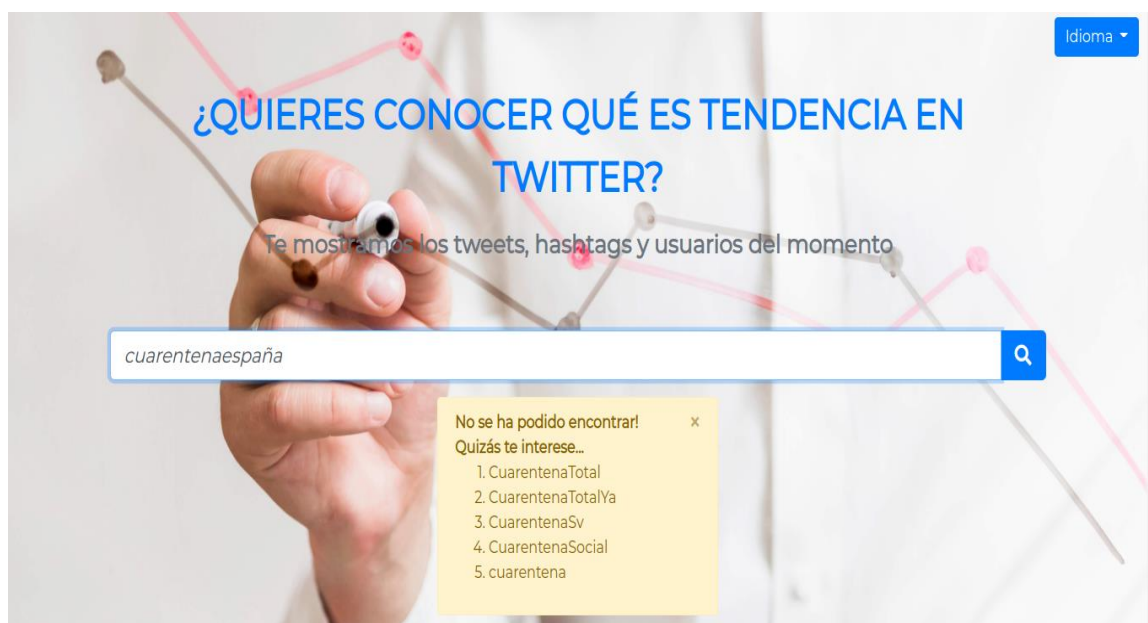 Idioma
¿QUIERES CONOCER QUÉ ES TENDENCIA EN
TWITTER?
Te mostramos los tweets, hashtags y usuarios del momento
cuarentenaespaña
No se ha podido encontrar! ×
Quizás te interese...
1. CuarentenaTotal
2. CuarentenaTotalYa
3. CuarentenaSv
4. CuarentenaSocial
5. cuarentena